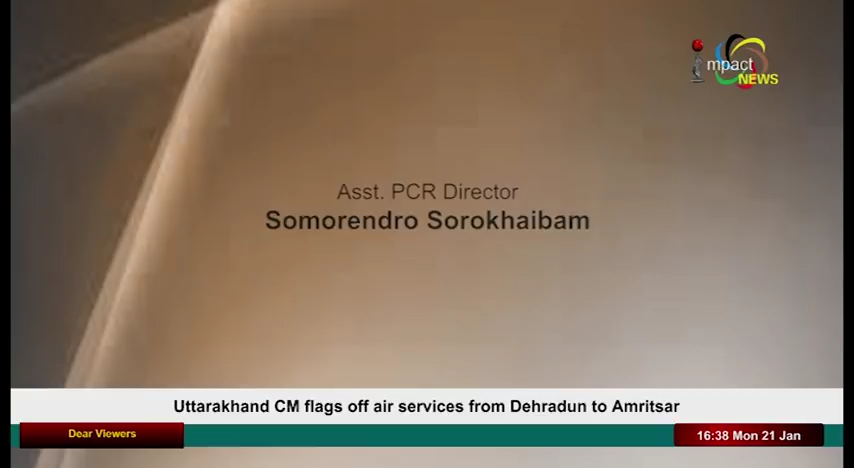 impact
NEWS
Asst. PCR Director
Somorendro Sorokhaibam
Uttarakhand CM flags off air services from Dehradun to Amritsar
Dear Viewers
16:38 Mon 21 Jan